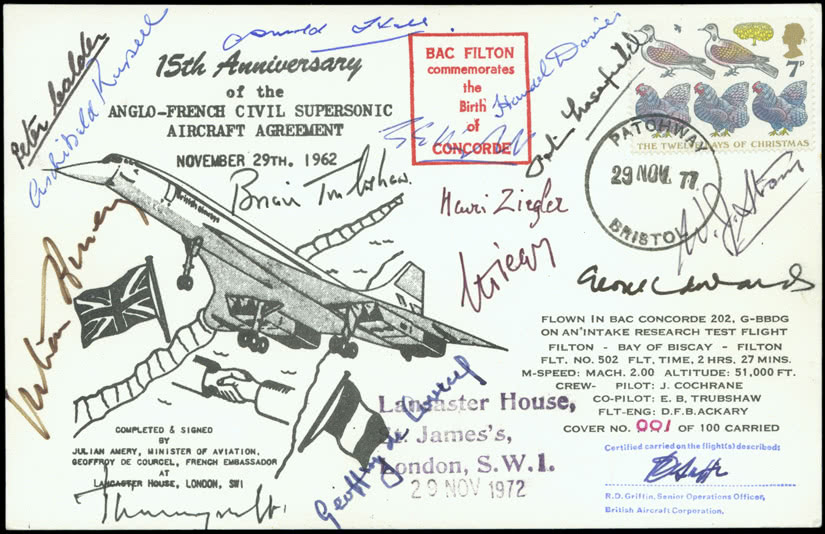 Peter Calder
Archibald Russell
15th Anniversary
of the
ANGLO-FRENCH CIVIL SUPERSONIC
AIRCRAFT AGREEMENT
NOVEMBER 29TH. 1962
BAC FILTON
commemorates
the
Birth
of
CONCORDE
Handel Davies
7P
THE TWELVE DAYS OF CHRISTMAS
PATCHWAY
29 NOV. 77
BRISTOL
British airways
Brian Trubshaw.
Henri Ziegler
W. J. Strang
George Edwards
Julian Amery
FLOWN IN BAC CONCORDE 202, G-BBDG
ON AN INTAKE RESEARCH TEST FLIGHT
FILTON - BAY OF BISCAY - FILTON
FLT. NO. 502 FLT, TIME, 2 HRS. 27 MINS.
M-SPEED: MACH. 2.00 ALTITUDE: 51,000 FT.
CREW- PILOT: J. COCHRANE
CO-PILOT: E. B, TRUBSHAW
FLT-ENG: D.F.B.ACKARY
COVER NO. 001 OF 100 CARRIED
Certified carried on the flight(s) described:
R.D. Griffin, Senior Operations Officer,
British Aircraft Corporation.
COMPLETED & SIGNED
BY
JULIAN AMERY, MINISTER OF AVIATION,
GEOFFROY DE COURCEL, FRENCH EMBASSADOR
AT
LANCASTER HOUSE, LONDON, SW1
Geoffroy de Courcel
Lancaster House,
St. James's,
London, S.W.1.
29 NOV 1972